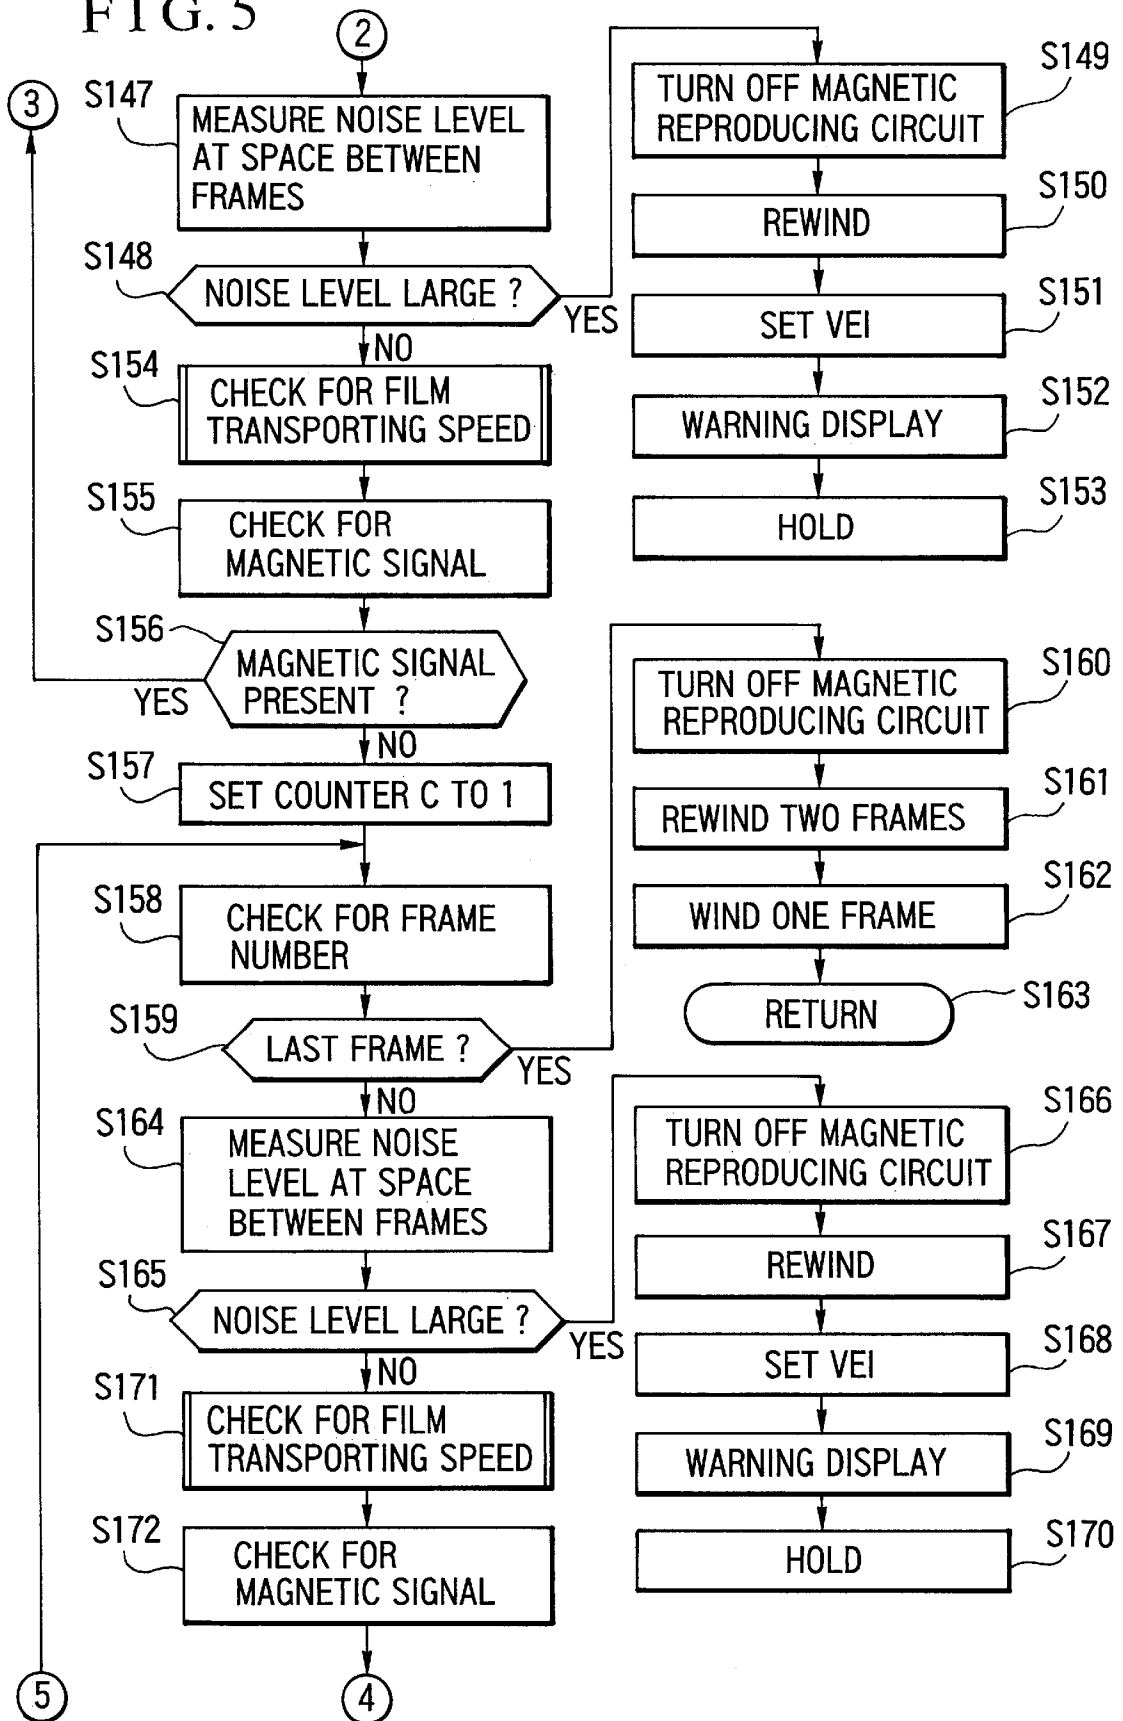 FIG. 5
2
3
S147
MEASURE NOISE LEVEL
AT SPACE BETWEEN
FRAMES
S148
NOISE LEVEL LARGE ?
YES
NO
S149
TURN OFF MAGNETIC
REPRODUCING CIRCUIT
S150
REWIND
S151
SET VEI
S152
WARNING DISPLAY
S153
HOLD
S154
CHECK FOR FILM
TRANSPORTING SPEED
S155
CHECK FOR
MAGNETIC SIGNAL
S156
MAGNETIC SIGNAL
PRESENT ?
YES
NO
S157
SET COUNTER C TO 1
S158
CHECK FOR FRAME
NUMBER
S159
LAST FRAME ?
YES
NO
S160
TURN OFF MAGNETIC
REPRODUCING CIRCUIT
S161
REWIND TWO FRAMES
S162
WIND ONE FRAME
S163
RETURN
S164
MEASURE NOISE
LEVEL AT SPACE
BETWEEN FRAMES
S165
NOISE LEVEL LARGE ?
YES
NO
S166
TURN OFF MAGNETIC
REPRODUCING CIRCUIT
S167
REWIND
S168
SET VEI
S169
WARNING DISPLAY
S170
HOLD
S171
CHECK FOR FILM
TRANSPORTING SPEED
S172
CHECK FOR
MAGNETIC SIGNAL
5
4